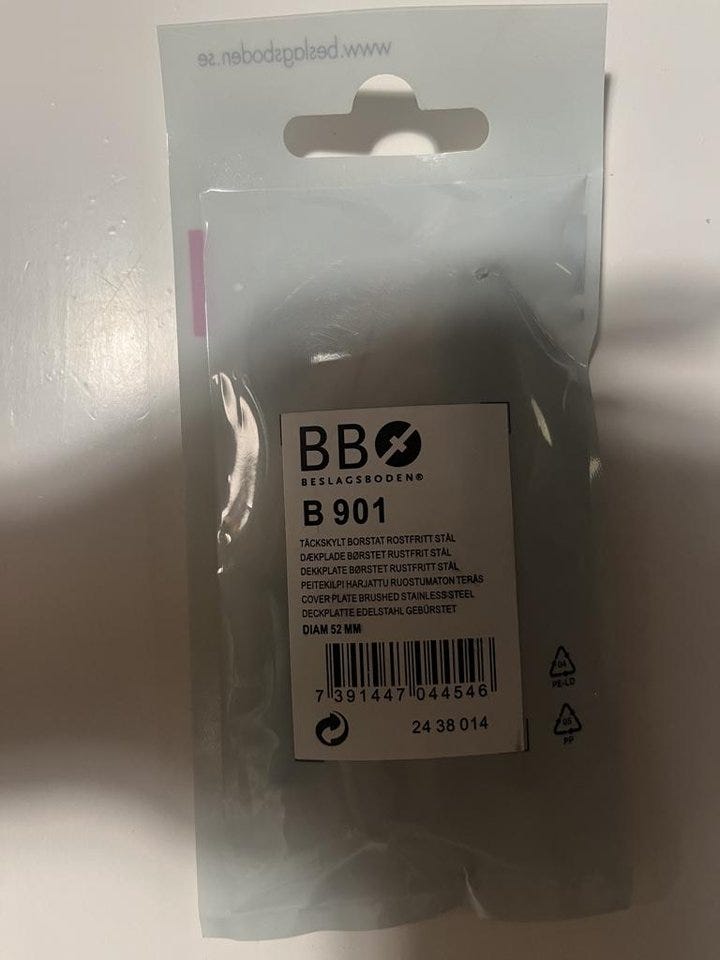 www.beslagsboden.se
BB
BESLAGSBODEN®
B 901
TÄCKSKYLT BORSTAT ROSTFRITT STÅL
DÆKPLADE BØRSTET RUSTFRIT STÅL
DEKKPLATE BØRSTET RUSTFRITT STÅL
PEITEKILPI HARJATTU RUOSTUMATON TERÄS
COVER PLATE BRUSHED STAINLESS STEEL
DECKPLATTE EDELSTAHL GEBÜRSTET
DIAM 52 MM
7 391447 044546
24 38 014
04
PE-LD
05
PP